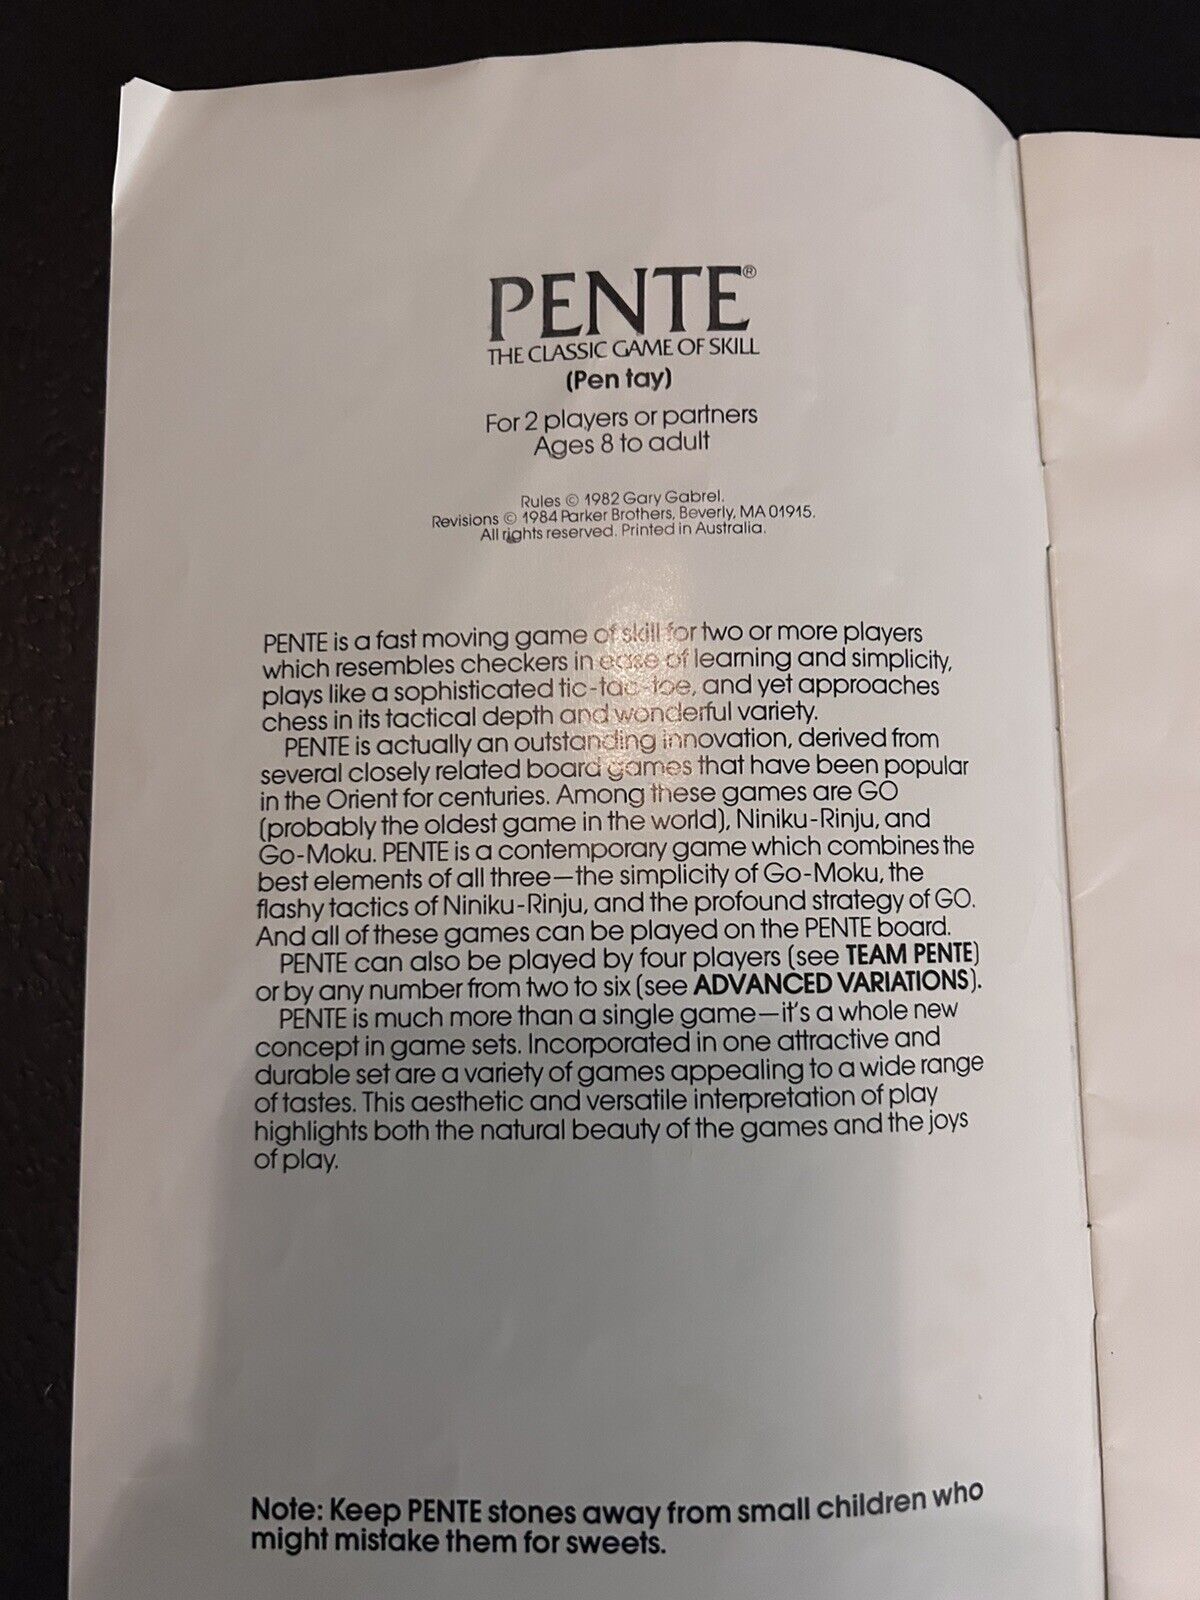 PENTE®
THE CLASSIC GAME OF SKILL
(Pen tay)
For 2 players or partners
Ages 8 to adult
Rules © 1982 Gary Gabrel.
Revisions © 1984 Parker Brothers, Beverly, MA 01915.
All rights reserved. Printed in Australia.
PENTE is a fast moving game of skill for two or more players
which resembles checkers in ease of learning and simplicity,
plays like a sophisticated tic-tac-toe, and yet approaches
chess in its tactical depth and wonderful variety.
PENTE is actually an outstanding innovation, derived from
several closely related board games that have been popular
in the Orient for centuries. Among these games are GO
(probably the oldest game in the world), Niniku-Rinju, and
Go-Moku. PENTE is a contemporary game which combines the
best elements of all three—the simplicity of Go-Moku, the
flashy tactics of Niniku-Rinju, and the profound strategy of GO.
And all of these games can be played on the PENTE board.
PENTE can also be played by four players (see TEAM PENTE)
or by any number from two to six (see ADVANCED VARIATIONS).
PENTE is much more than a single game—it's a whole new
concept in game sets. Incorporated in one attractive and
durable set are a variety of games appealing to a wide range
of tastes. This aesthetic and versatile interpretation of play
highlights both the natural beauty of the games and the joys
of play.
Note: Keep PENTE stones away from small children who
might mistake them for sweets.